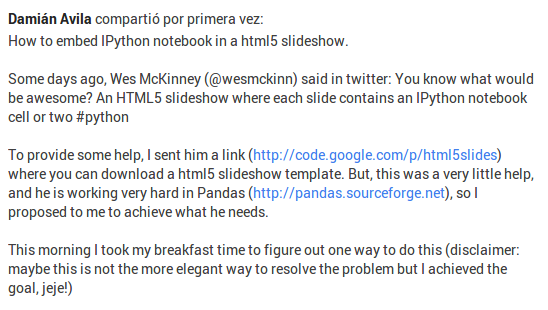 Damián Avila compartió por primera vez:
How to embed IPython notebook in a html5 slideshow.
Some days ago, Wes McKinney (@wesmckinn) said in twitter: You know what would
be awesome? An HTML5 slideshow where each slide contains an IPython notebook
cell or two #python
To provide some help, I sent him a link (http://code.google.com/p/html5slides)
where you can download a html5 slideshow template. But, this was a very little help,
and he is working very hard in Pandas (http://pandas.sourceforge.net), so I
proposed to me to achieve what he needs.
This morning I took my breakfast time to figure out one way to do this (disclaimer:
maybe this is not the more elegant way to resolve the problem but I achieved the
goal, jeje!)